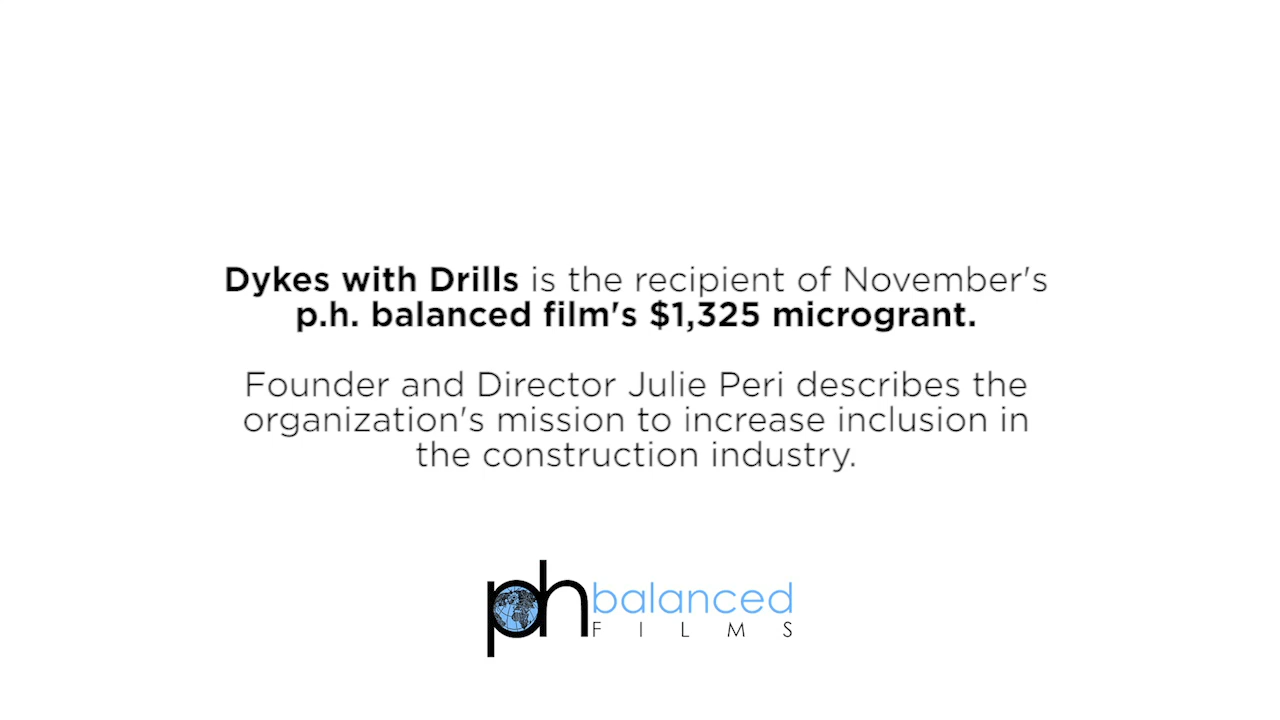 Dykes with Drills is the recipient of November's
p.h. balanced film's $1,325 microgrant.
Founder and Director Julie Peri describes the
organization's mission to increase inclusion in
the construction industry.
ph balanced
FILMS